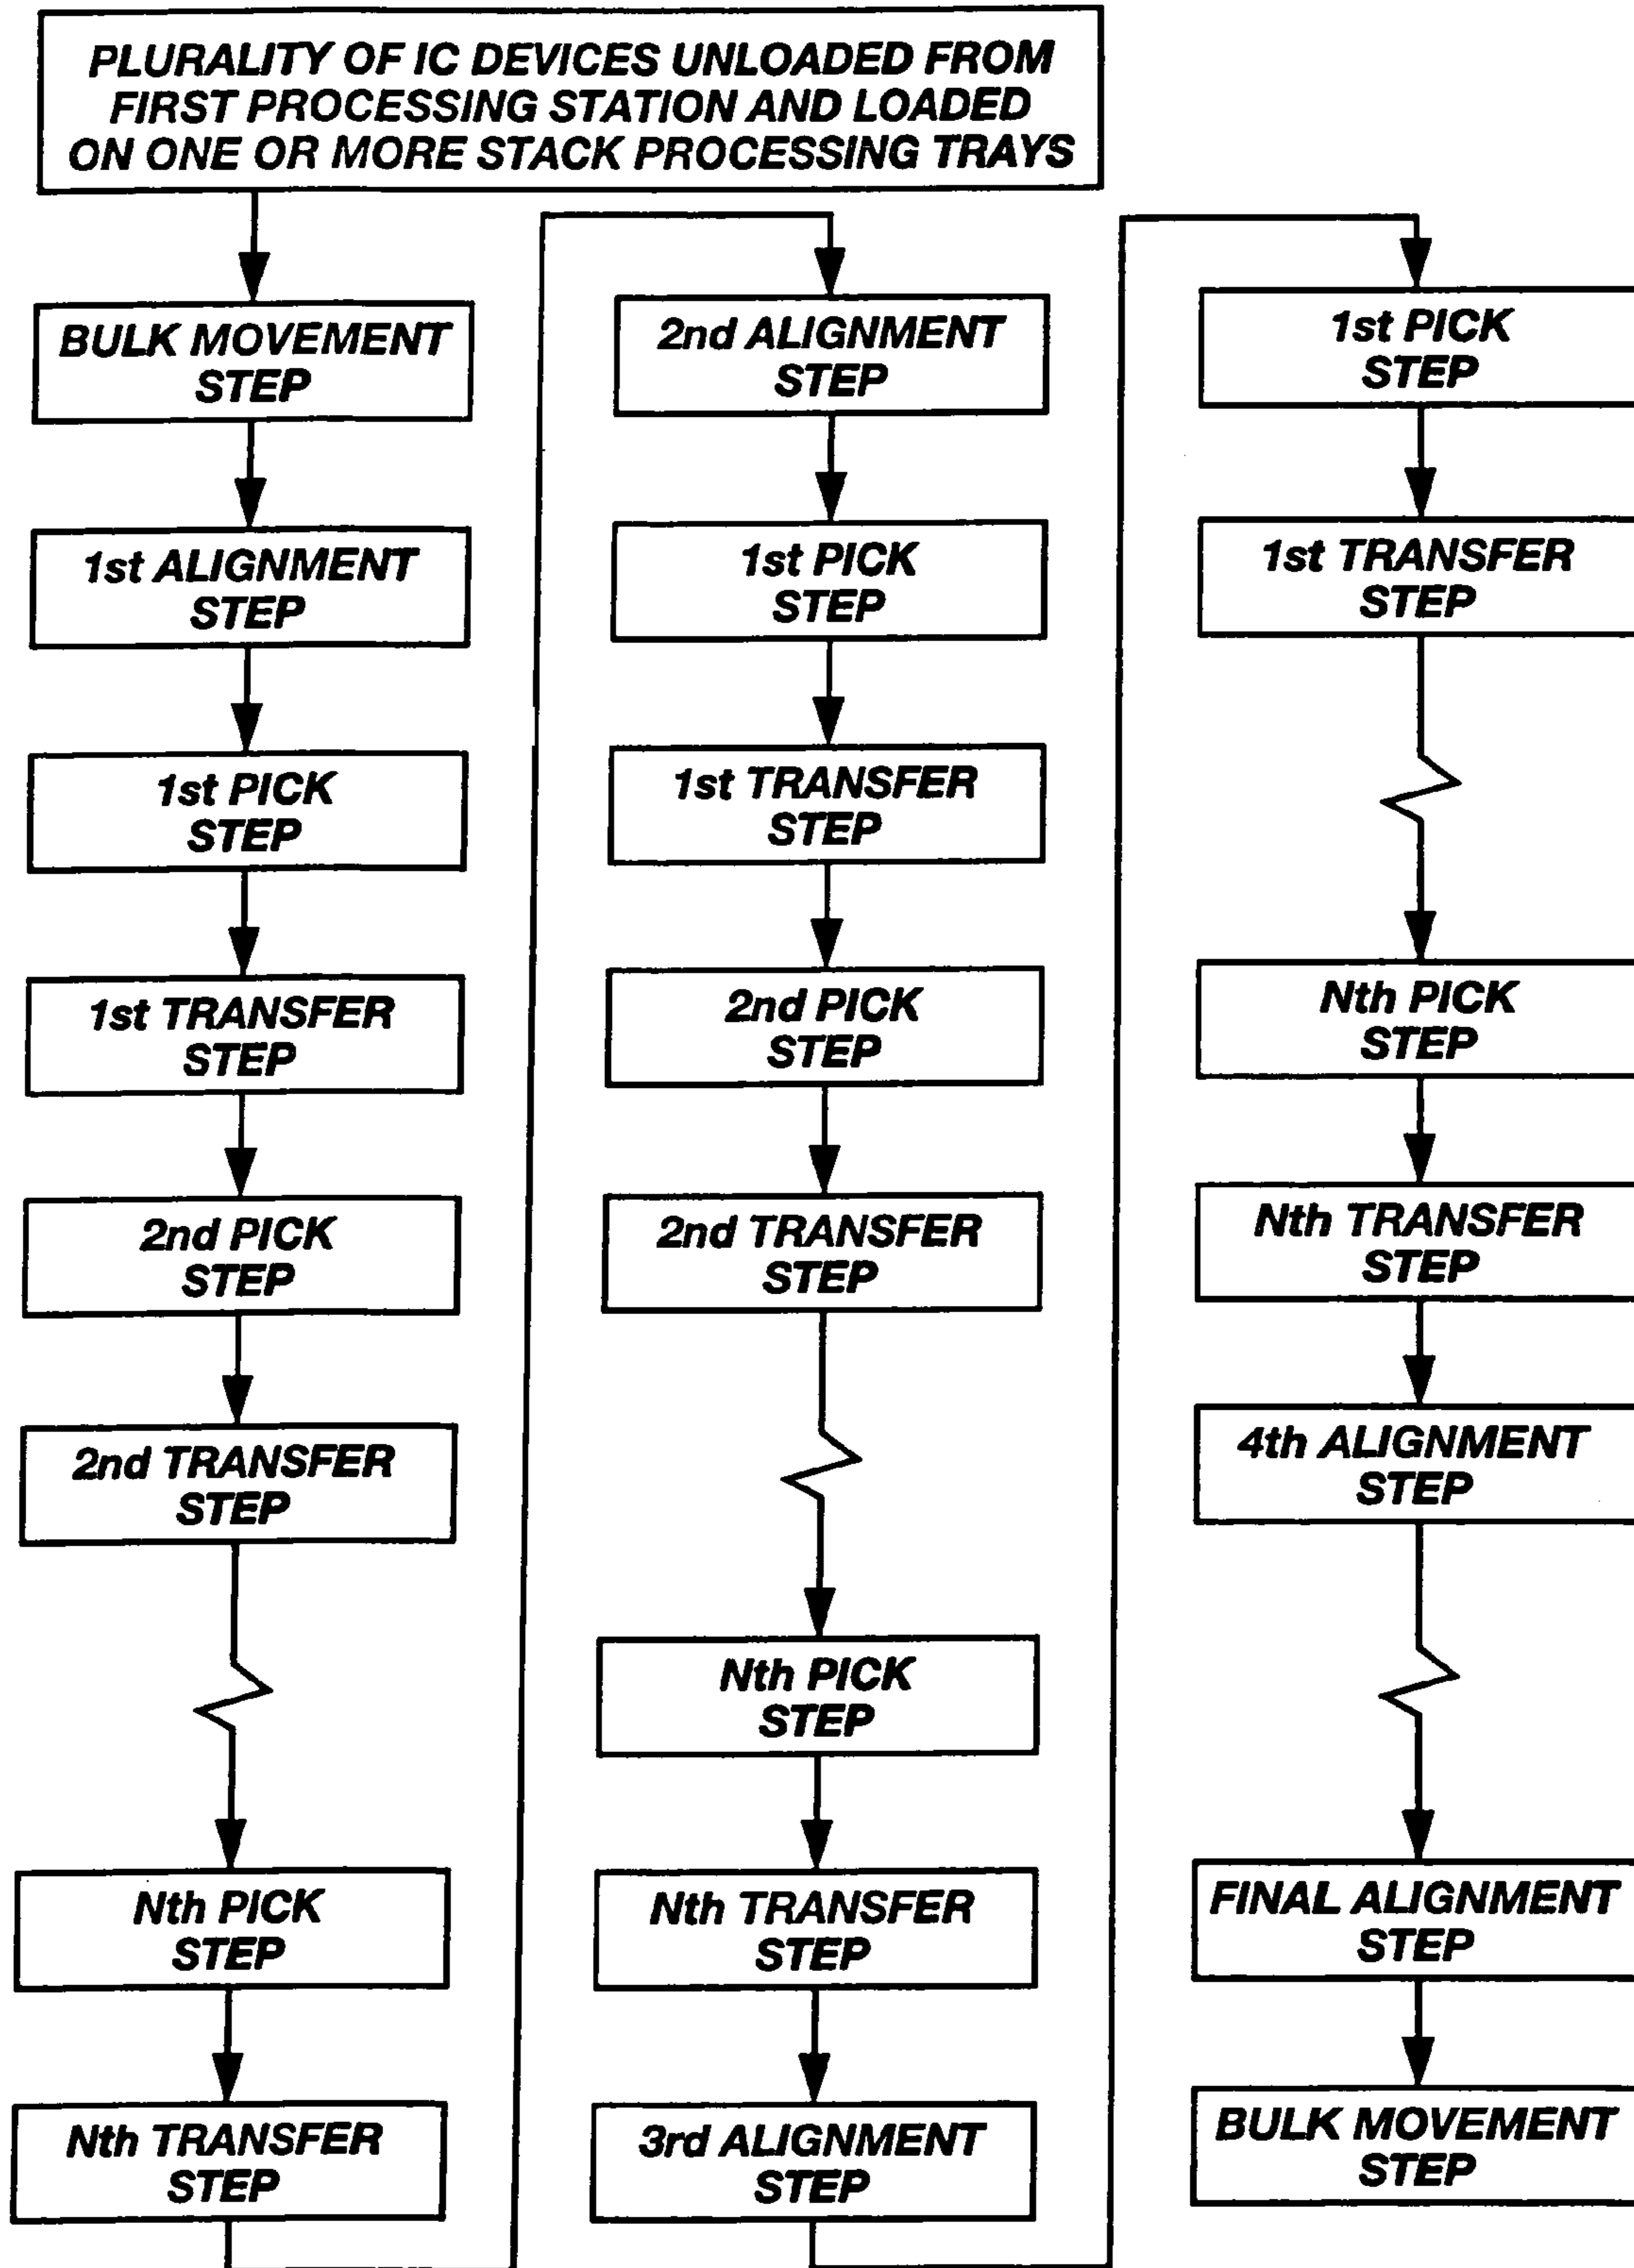 PLURALITY OF IC DEVICES UNLOADED FROM
FIRST PROCESSING STATION AND LOADED
ON ONE OR MORE STACK PROCESSING TRAYS
BULK MOVEMENT
STEP
1st ALIGNMENT
STEP
1st PICK
STEP
1st TRANSFER
STEP
2nd PICK
STEP
2nd TRANSFER
STEP
Nth PICK
STEP
Nth TRANSFER
STEP
2nd ALIGNMENT
STEP
1st PICK
STEP
1st TRANSFER
STEP
2nd PICK
STEP
2nd TRANSFER
STEP
Nth PICK
STEP
Nth TRANSFER
STEP
3rd ALIGNMENT
STEP
1st PICK
STEP
1st TRANSFER
STEP
Nth PICK
STEP
Nth TRANSFER
STEP
4th ALIGNMENT
STEP
FINAL ALIGNMENT
STEP
BULK MOVEMENT
STEP